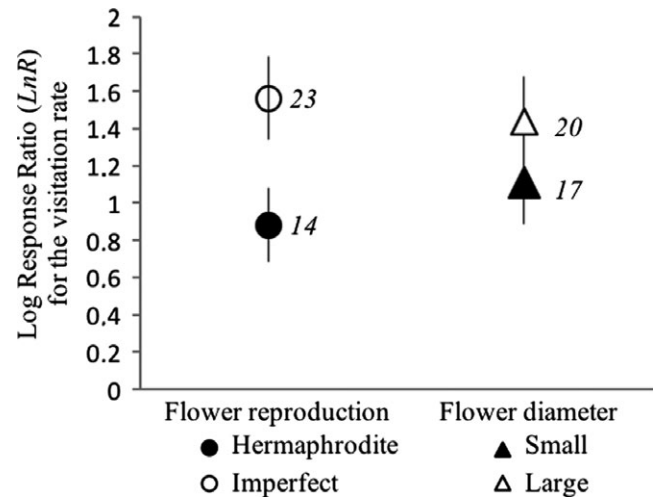 Log Response Ratio (LnR)
for the visitation rate
2
1.8
1.6
1.4
1.2
1
0.8
0.6
0.4
0.2
0
23
14
20
17
Flower reproduction
Flower diameter
Hermaphrodite
Small
Imperfect
Large